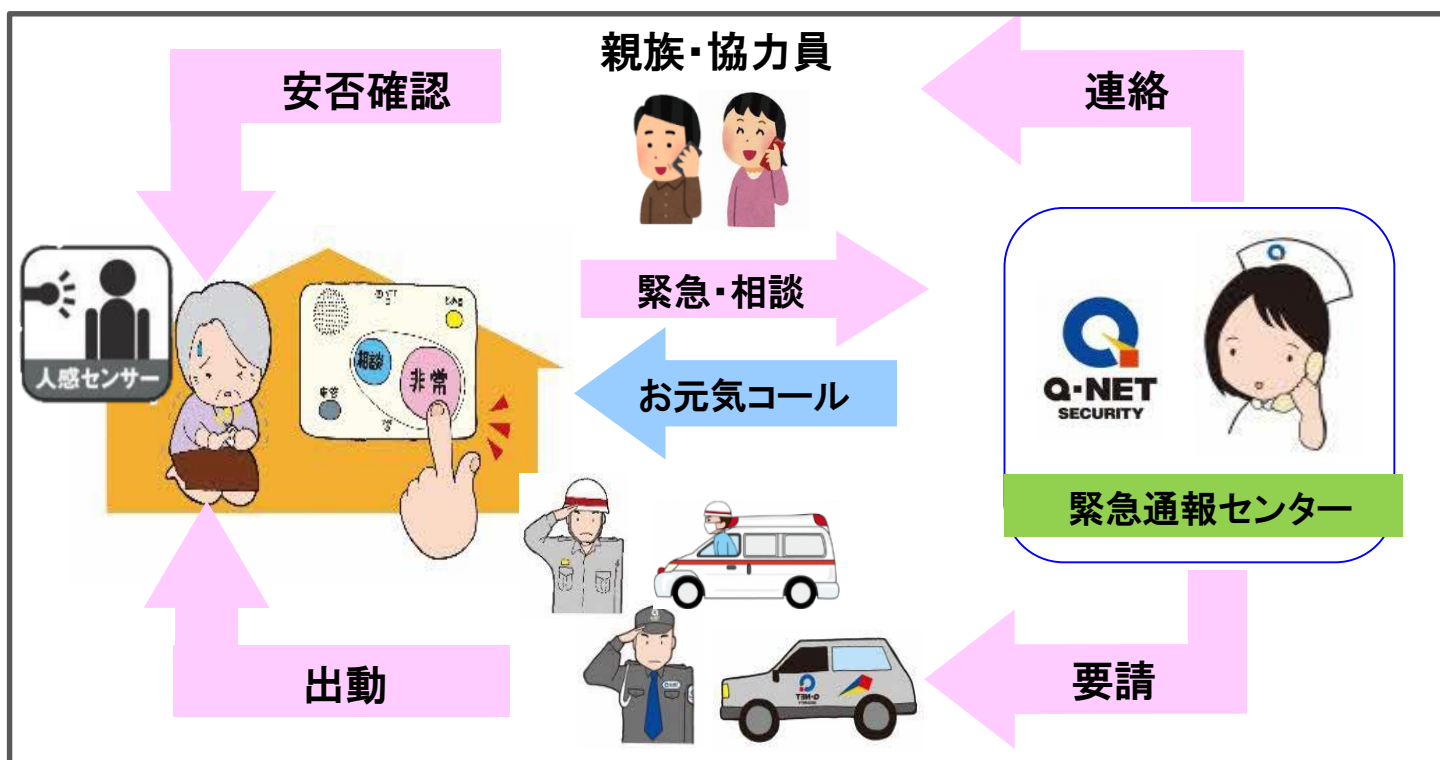 親族・協力員
安否確認
連絡
緊急・相談
人感センサー
相談
非常
お元気コール
Q-NET
SECURITY
緊急通報センター
出動
要請